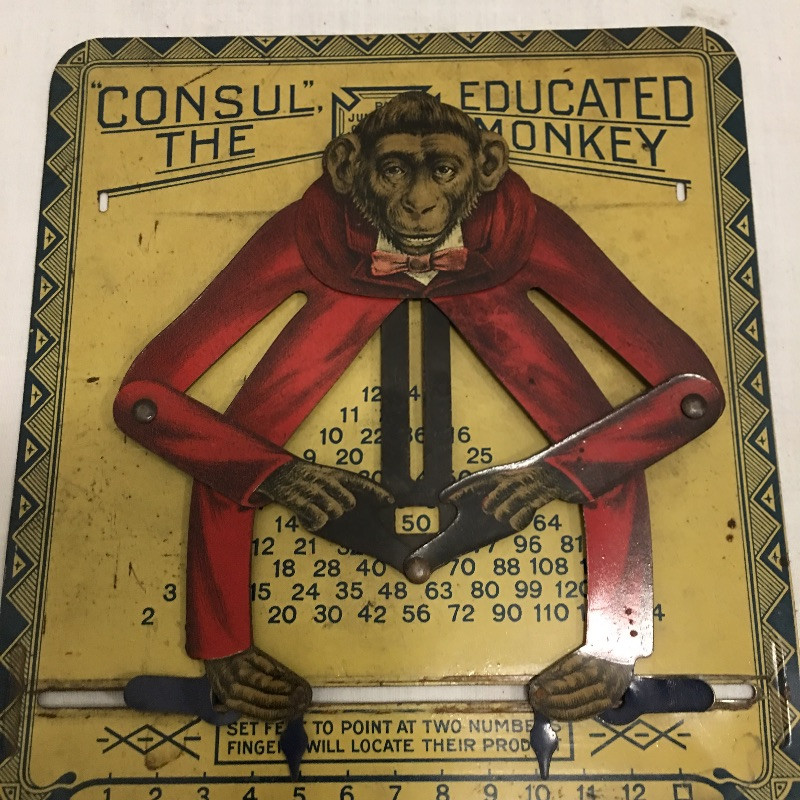 "CONSUL", EDUCATED
THE MONKEY
12 4
11
10 22 36 16
9 20 25
14 50 64
12 21 96 81
18 28 40 70 88 108
3 15 24 35 48 63 80 99 120
2 20 30 42 56 72 90 110 4
SET FEET TO POINT AT TWO NUMBERS
WILL LOCATE THEIR
1 2 3 4 5 6 7 8 9 10 11 12